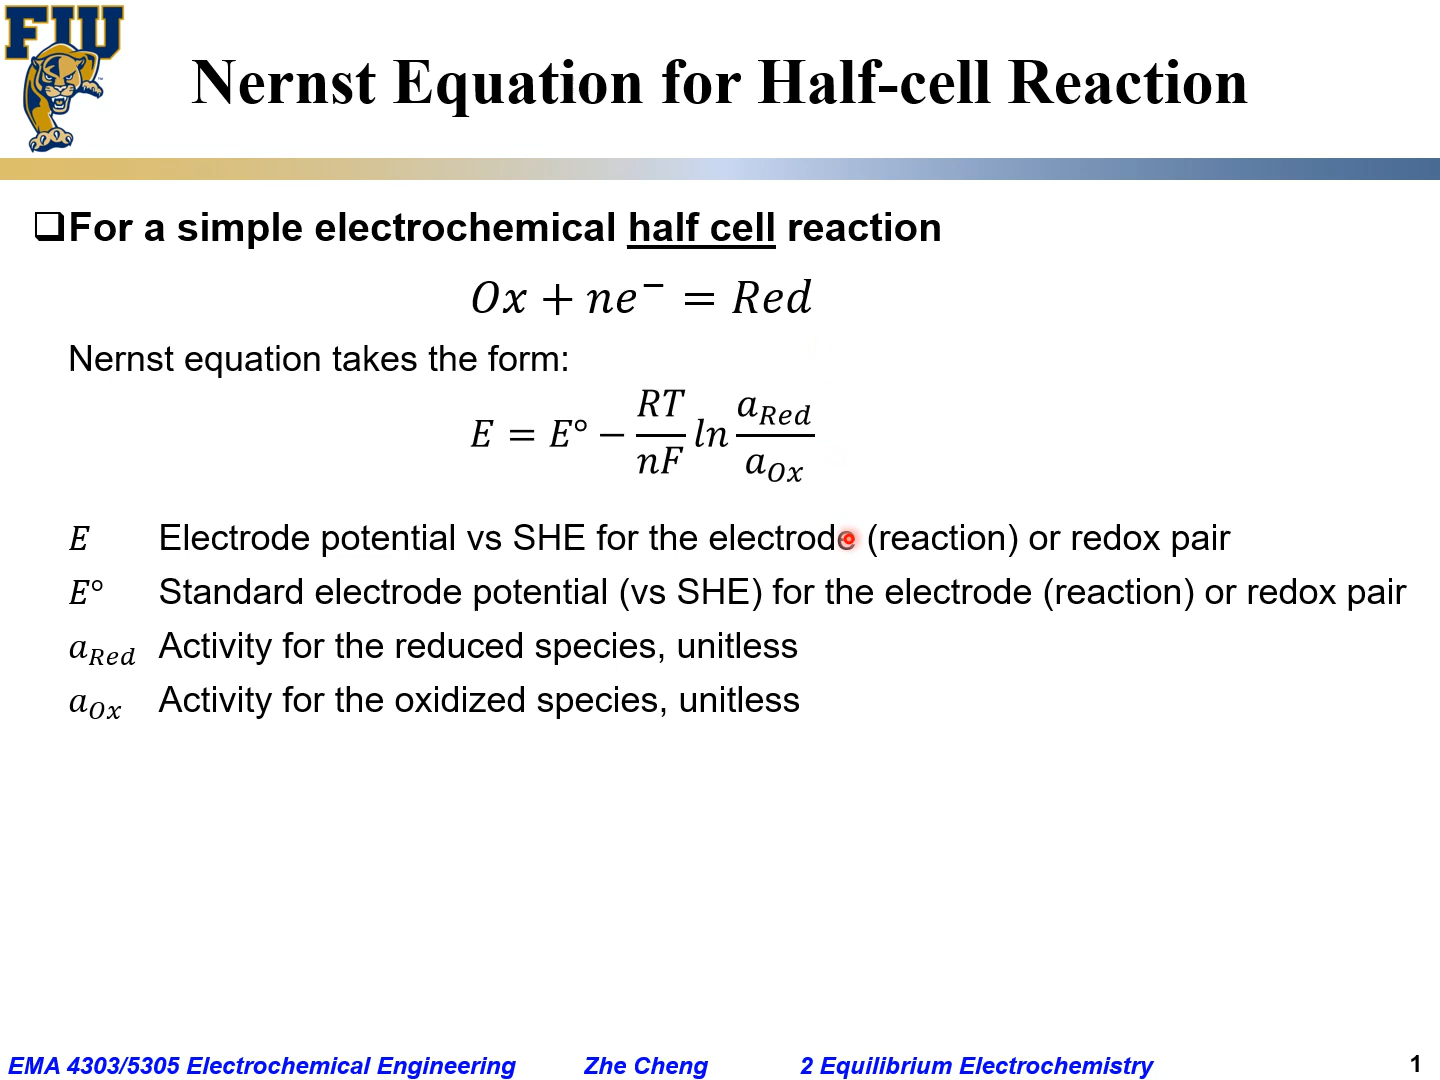 FIU
Nernst Equation for Half-cell Reaction
❑For a simple electrochemical half cell reaction
Ox + ne⁻ = Red
Nernst equation takes the form:
E = E° − RT/nF ln a_Red/a_Ox
E Electrode potential vs SHE for the electrode (reaction) or redox pair
E° Standard electrode potential (vs SHE) for the electrode (reaction) or redox pair
a_Red Activity for the reduced species, unitless
a_Ox Activity for the oxidized species, unitless
EMA 4303/5305 Electrochemical Engineering Zhe Cheng 2 Equilibrium Electrochemistry 1